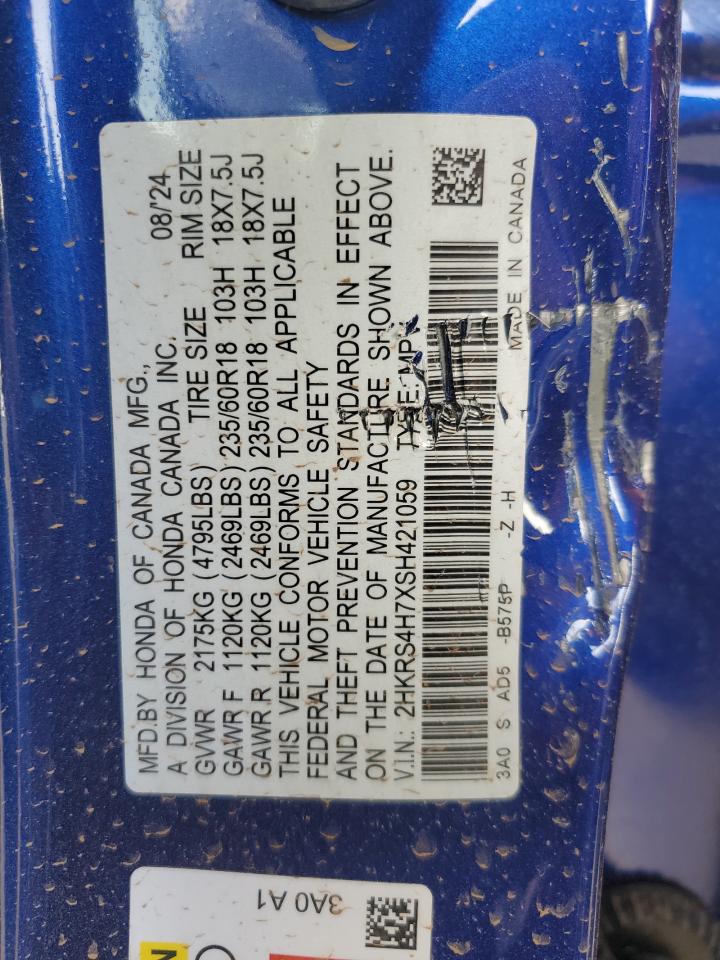 MFD.BY HONDA OF CANADA MFG.,
A DIVISION OF HONDA CANADA INC. 08/'24
GVWR 2175KG (4795LBS) TIRE SIZE RIM SIZE
GAWR F 1120KG (2469LBS) 235/60R18 103H 18X7.5J
GAWR.R 1120KG (2469LBS) 235/60R18 103H 18X7.5J
THIS VEHICLE CONFORMS TO ALL APPLICABLE
FEDERAL MOTOR VEHICLE SAFETY
AND THEFT PREVENTION STANDARDS IN EFFECT
ON THE DATE OF MANUFACTURE SHOWN ABOVE.
V.I.N.: 2HKRS4H7XSH421059 TYPE:MPV
3A0 S AD5 -B575P -Z -H MADE IN CANADA
3A0 A1